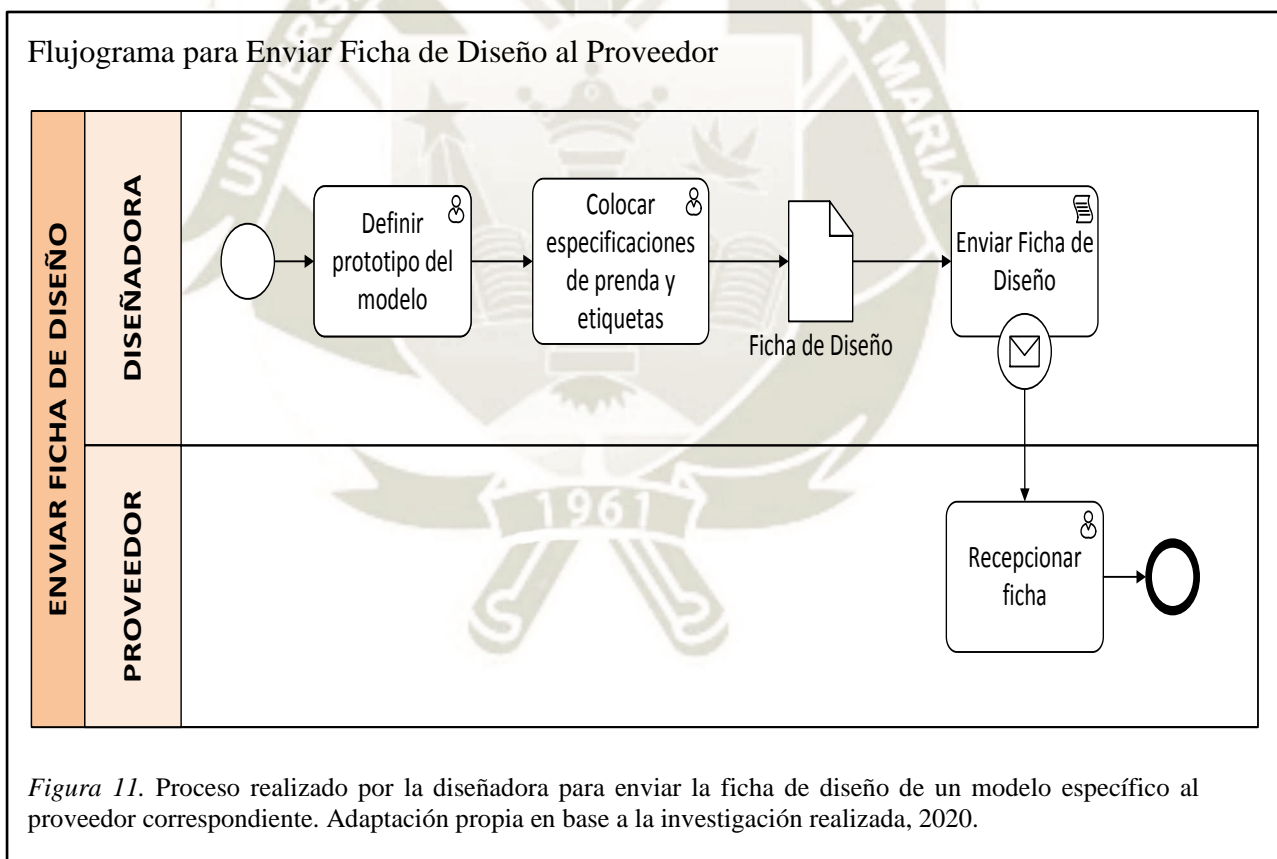 Flujograma para Enviar Ficha de Diseño al Proveedor
ENVIAR FICHA DE DISEÑO
DISEÑADORA
Definir
prototipo del
modelo
Colocar
especificaciones
de prenda y
etiquetas
Ficha de Diseño
Enviar Ficha de
Diseño
PROVEEDOR
Recepcionar
ficha
1961
MARIA
Figura 11. Proceso realizado por la diseñadora para enviar la ficha de diseño de un modelo específico al
proveedor correspondiente. Adaptación propia en base a la investigación realizada, 2020.